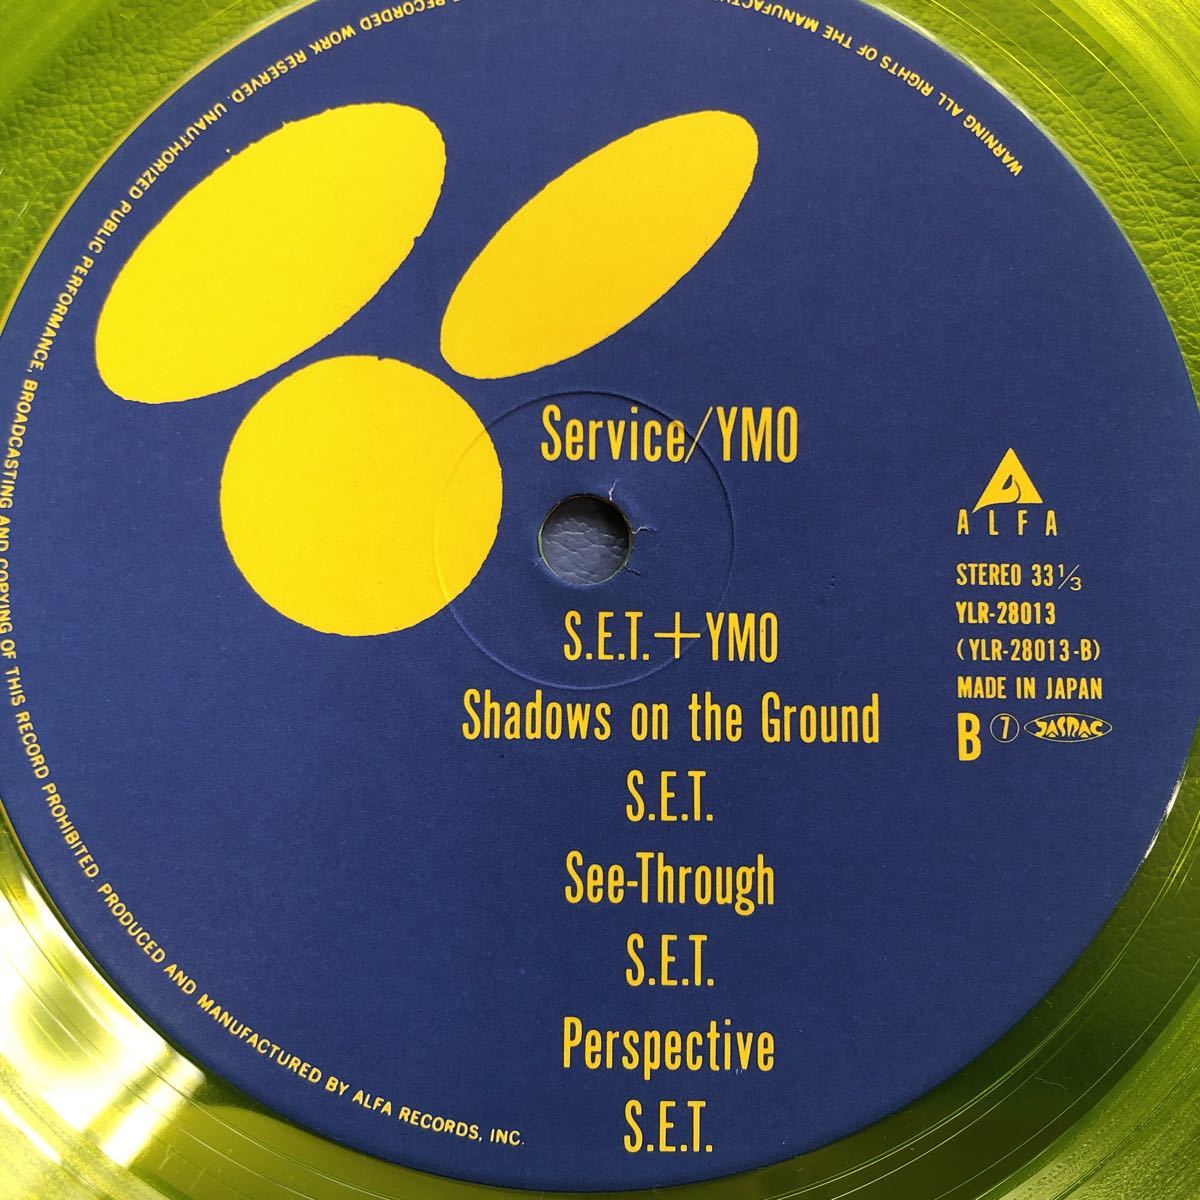 Service/YMO
S.E.T.+YMO
Shadows on the Ground
S.E.T.
See-Through
S.E.T.
Perspective
S.E.T.
ALFA
STEREO 33 1/3
YLR-28013
(YLR-28013-B)
MADE IN JAPAN
B 7 JASRAC
WARNING ALL RIGHTS OF THE
RECORDED WORK RESERVED. UNAUTHORIZED PUBLIC PERFORMANCE, BROADCASTING AND COPYING OF THIS RECORD PROHIBITED. PRODUCED AND MANUFACTURED BY ALFA RECORDS, INC.